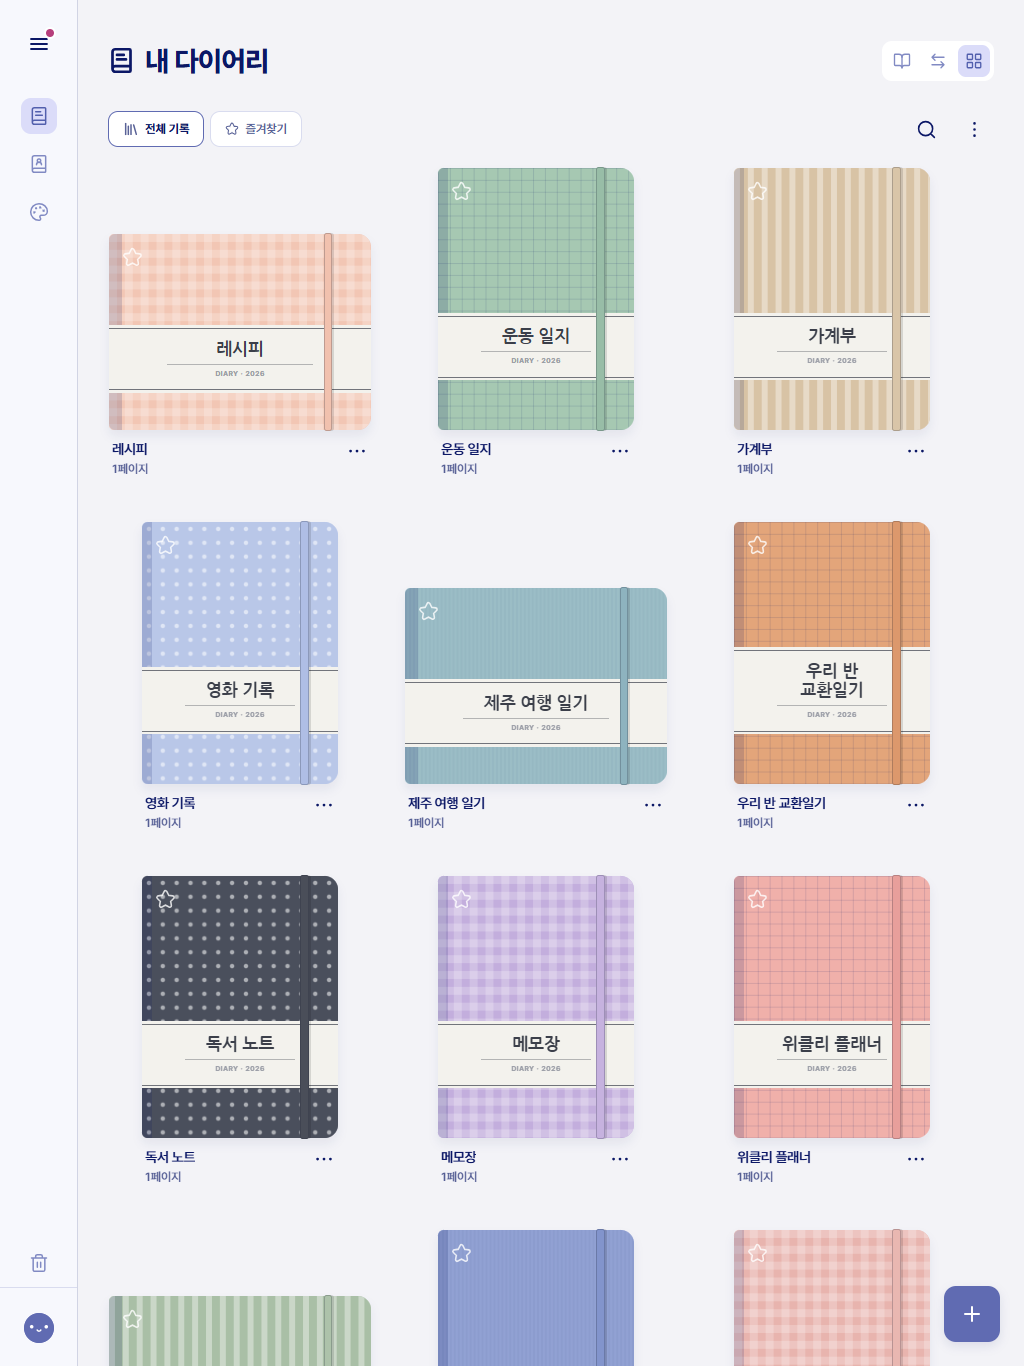 내 다이어리
전체 기록
즐겨찾기
레시피
DIARY · 2026
레시피
1페이지
운동 일지
DIARY · 2026
운동 일지
1페이지
가계부
DIARY · 2026
가계부
1페이지
영화 기록
DIARY · 2026
영화 기록
1페이지
제주 여행 일기
DIARY · 2026
제주 여행 일기
1페이지
우리 반
교환일기
DIARY · 2026
우리 반 교환일기
1페이지
독서 노트
DIARY · 2026
독서 노트
1페이지
메모장
DIARY · 2026
메모장
1페이지
위클리 플래너
DIARY · 2026
위클리 플래너
1페이지